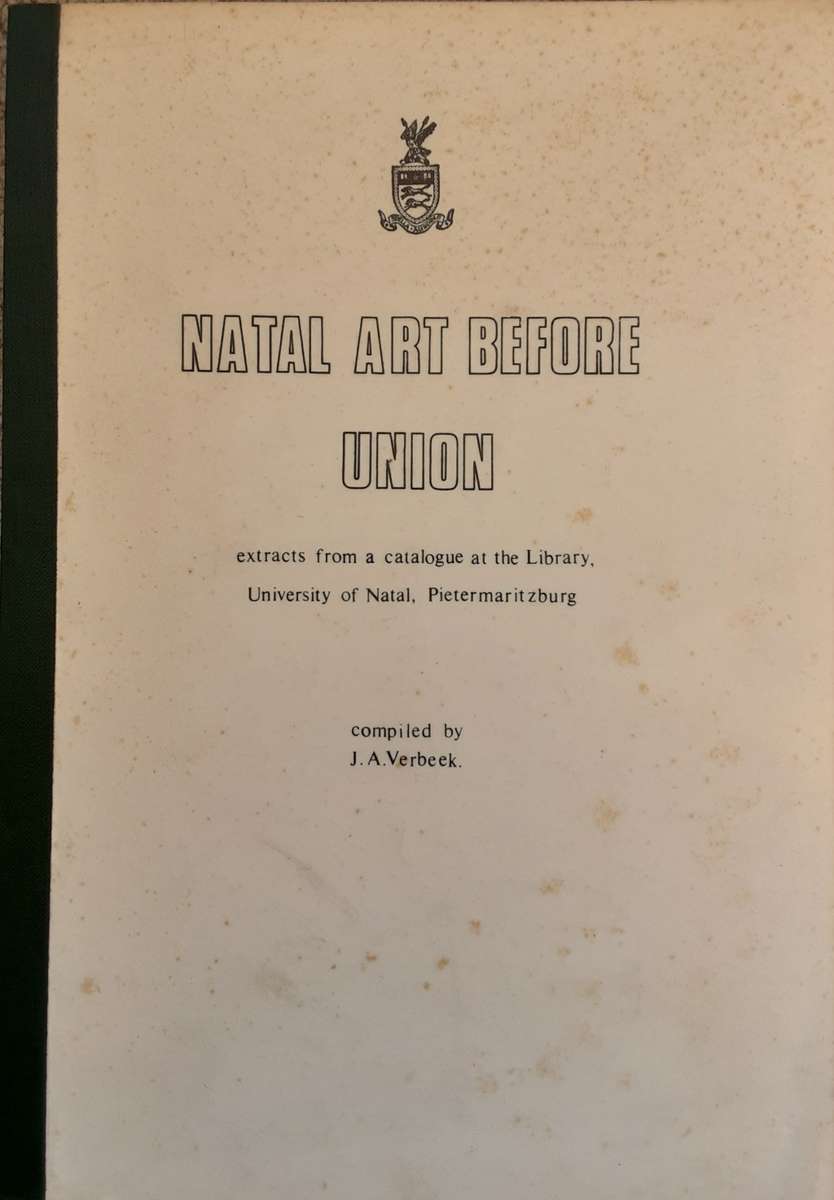 NATAL ART BEFORE
UNION
extracts from a catalogue at the Library,
University of Natal, Pietermaritzburg
compiled by
J.A.Verbeek.